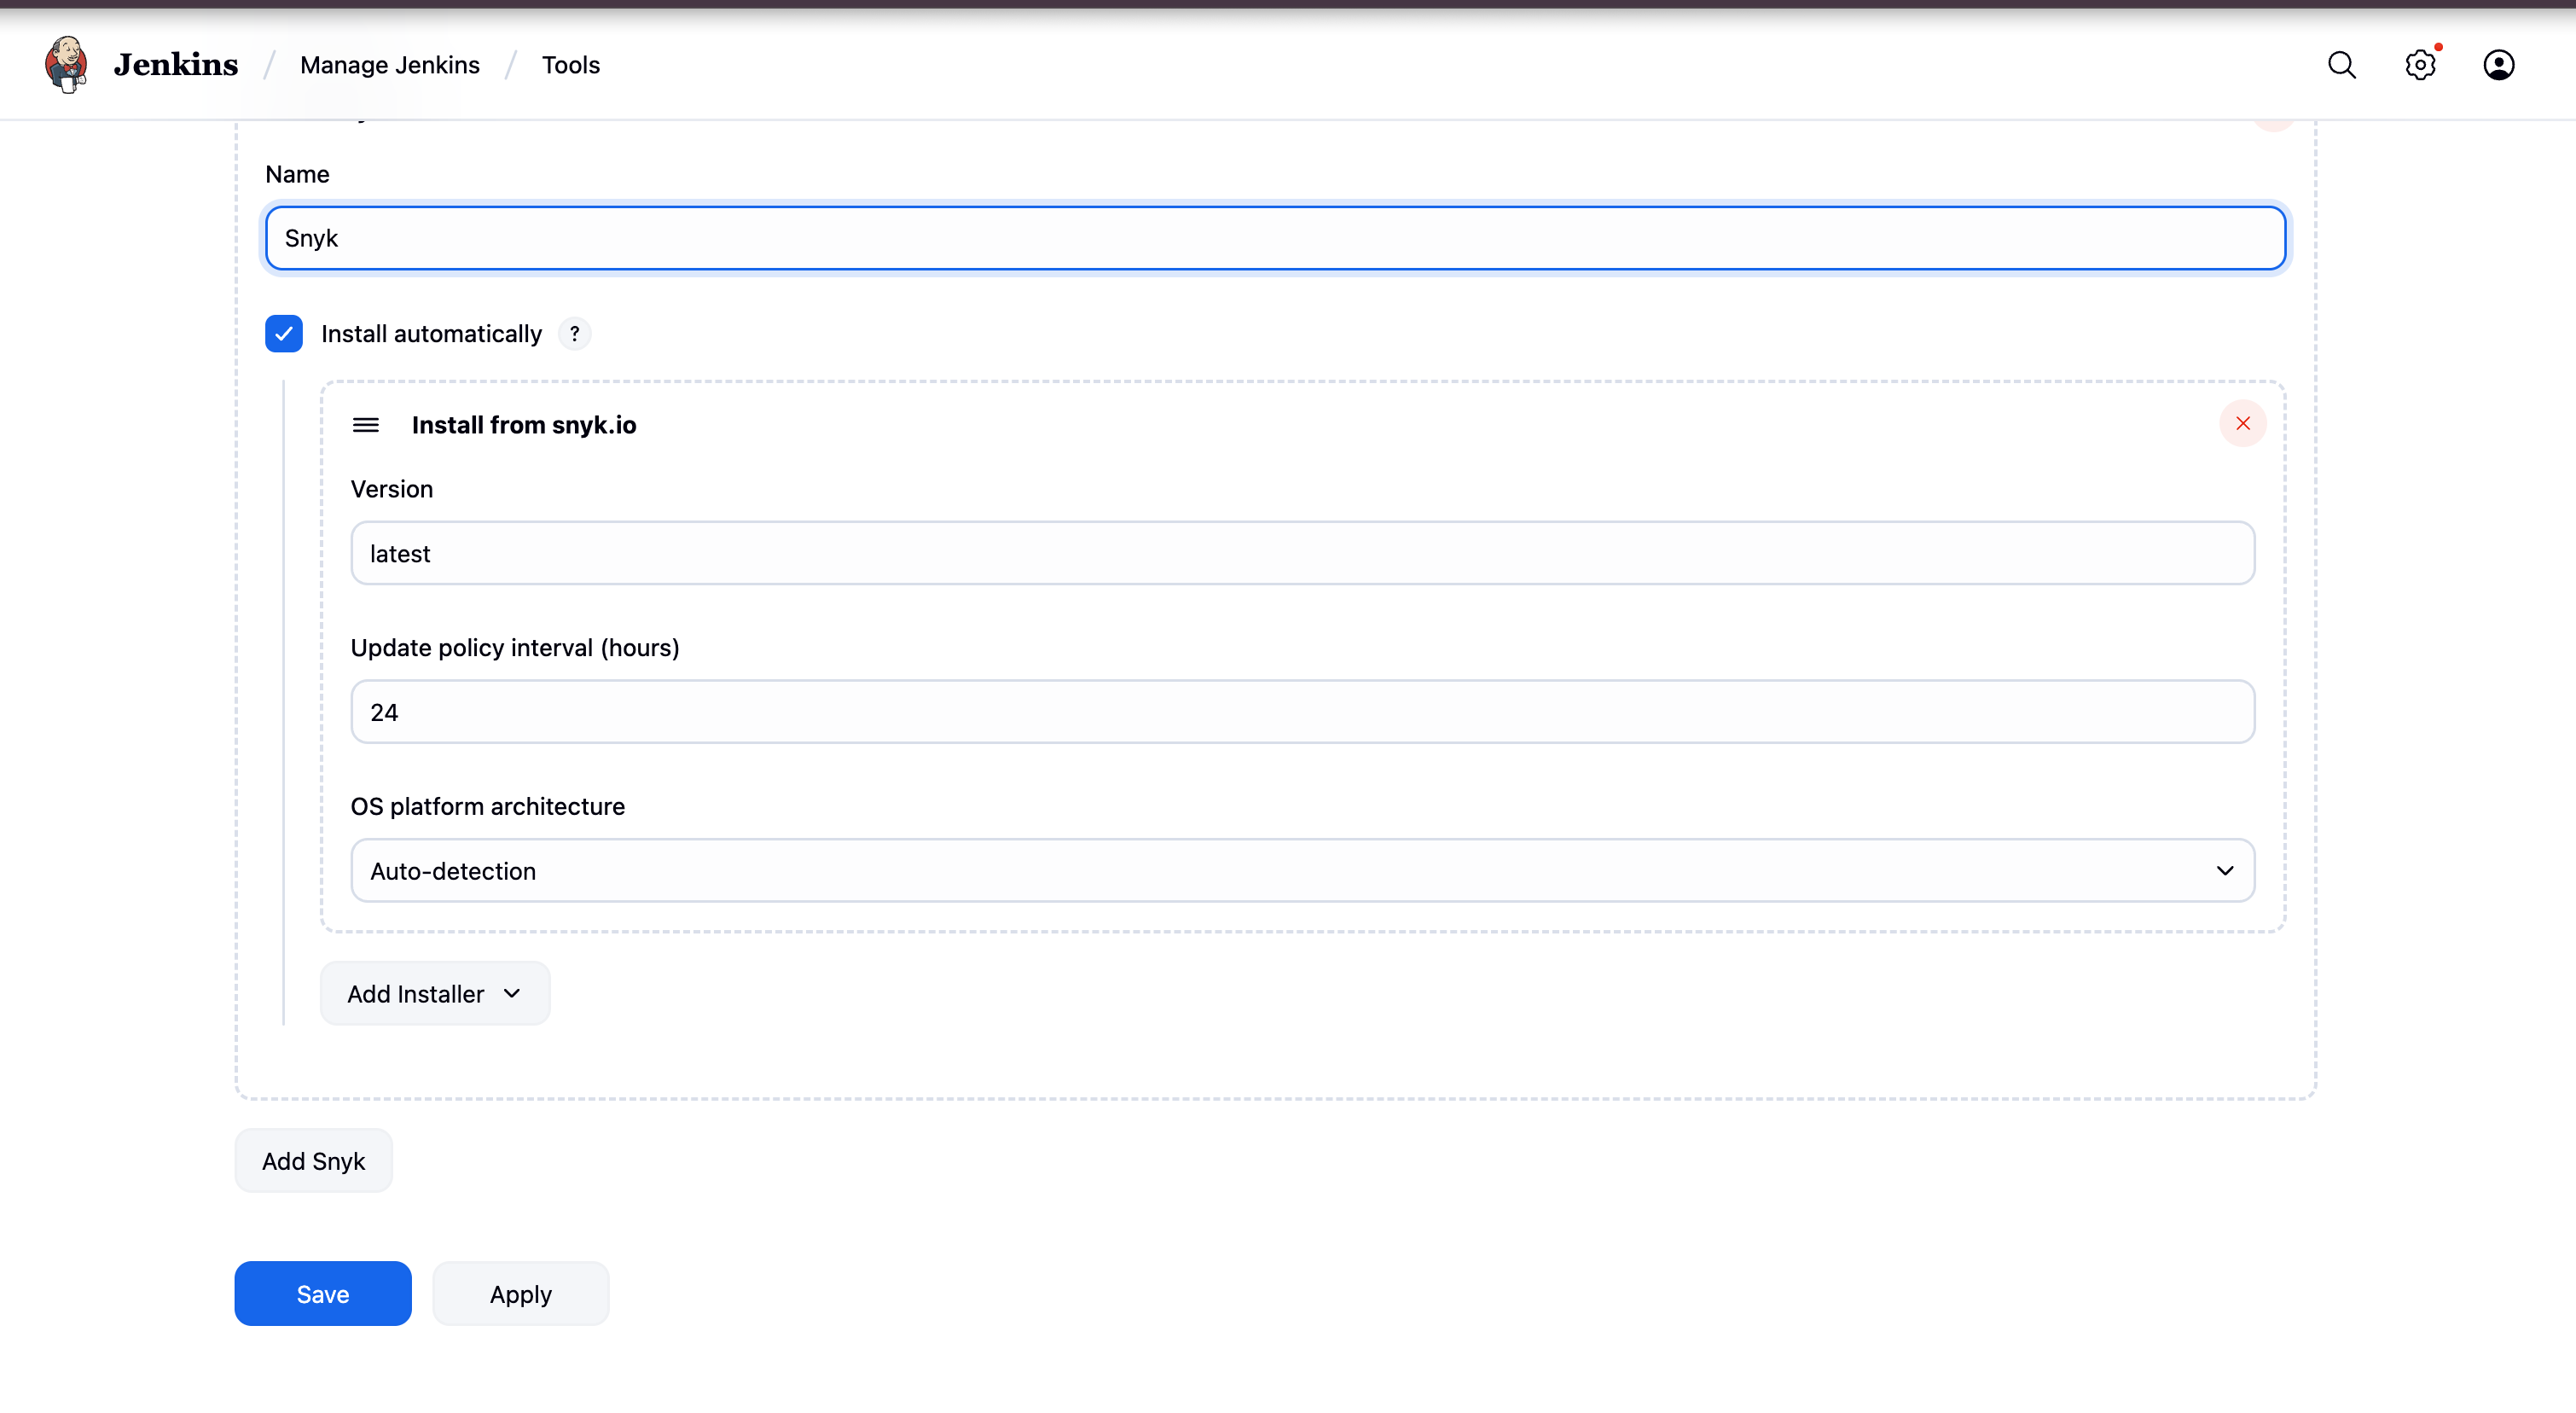 Jenkins / Manage Jenkins / Tools
Name
Snyk
Install automatically ?
Install from snyk.io
Version
latest
Update policy interval (hours)
24
OS platform architecture
Auto-detection
Add Installer
Add Snyk
Save Apply